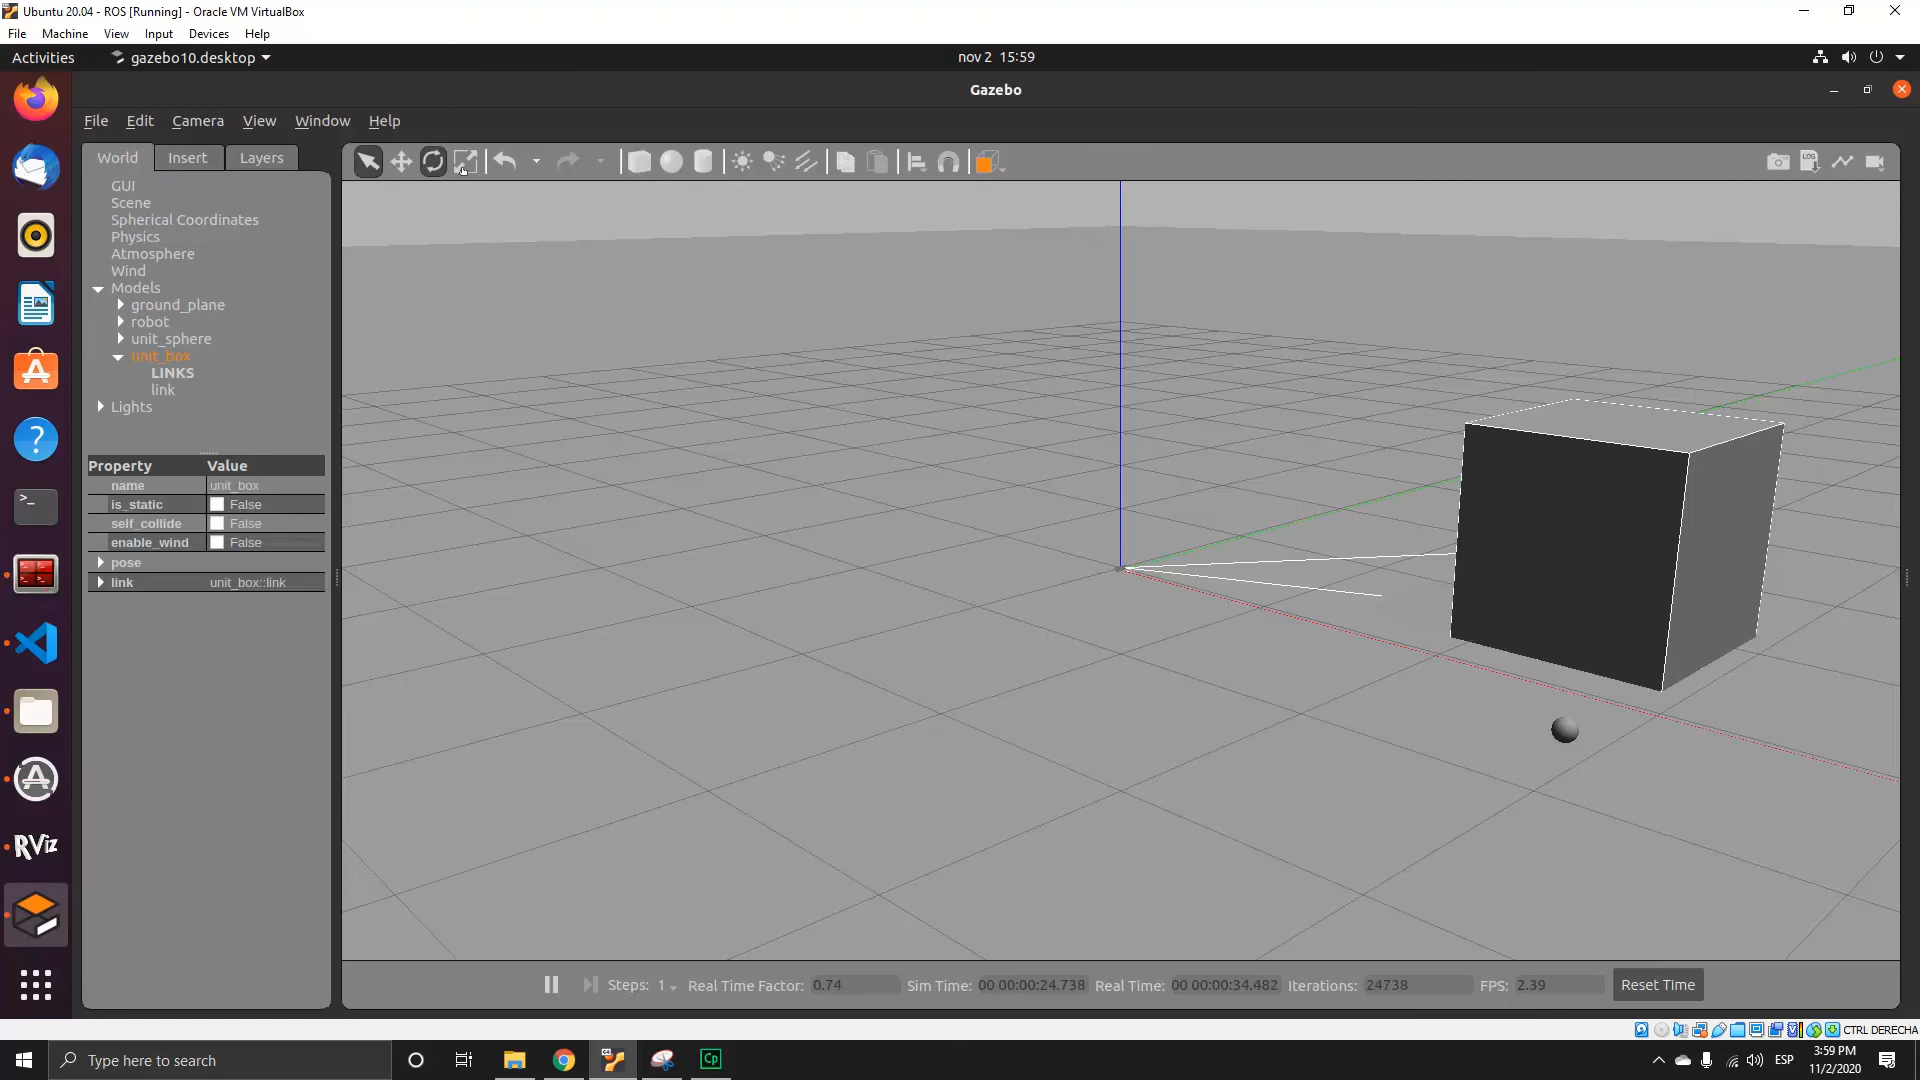 Ubuntu 20.04 - ROS [Running] - Oracle VM VirtualBox
File Machine View Input Devices Help
Activities gazebo10.desktop nov 2 15:59
Gazebo
File Edit Camera View Window Help
World Insert Layers
LOG
GUI
Scene
Spherical Coordinates
Physics
Atmosphere
Wind
Models
ground_plane
robot
unit_sphere
unit_box
LINKS
link
Lights
Property Value
name unit_box
is_static False
self_collide False
enable_wind False
pose
link unit_box::link
RViz
Steps: 1 Real Time Factor: 0.74 Sim Time: 00 00:00:24.738 Real Time: 00 00:00:34.482 Iterations: 24738 FPS: 2.39 Reset Time
CTRL DERECHA
Type here to search
Cp
ESP
3:59 PM
11/2/2020